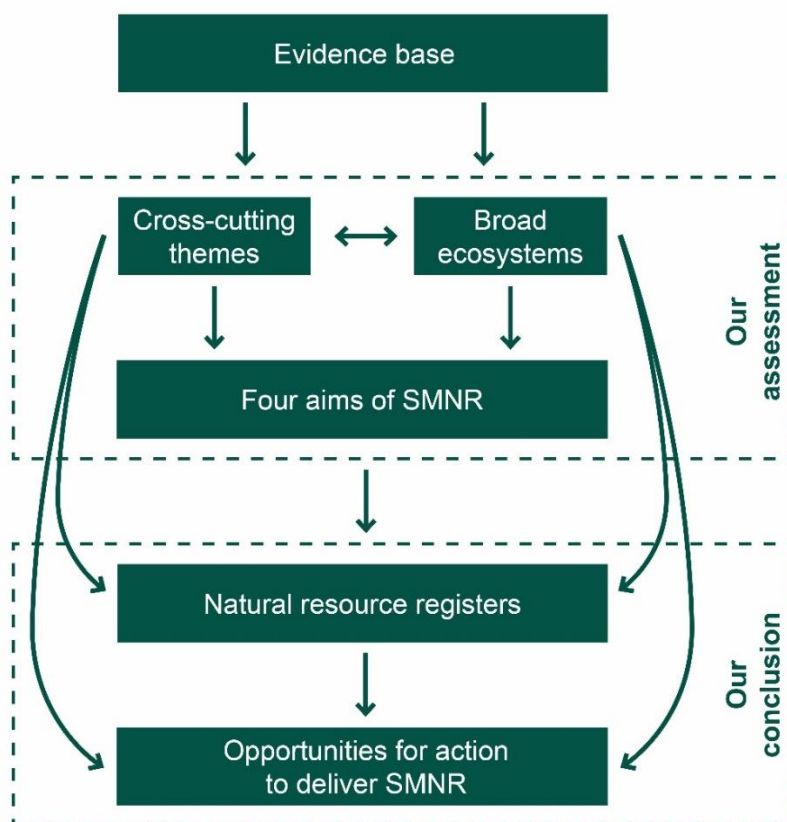 Evidence base
Cross-cutting
themes
Broad
ecosystems
Four aims of SMNR
Our
assessment
Natural resource registers
Opportunities for action
to deliver SMNR
Our
conclusion